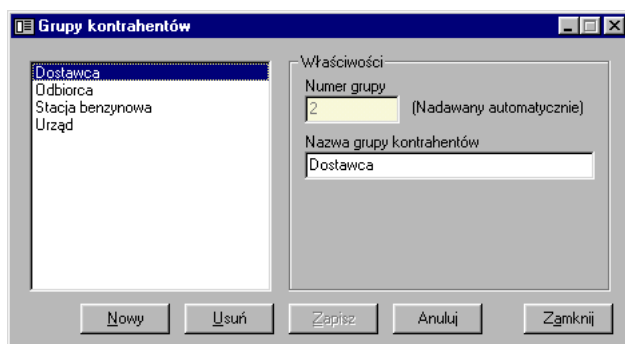 Grupy kontrahentów
Dostawca
Odbiorca
Stacja benzynowa
Urząd
Właściwości
Numer grupy
2 (Nadawany automatycznie)
Nazwa grupy kontrahentów
Dostawca
Nowy Usuń Zapisz Anuluj Zamknij